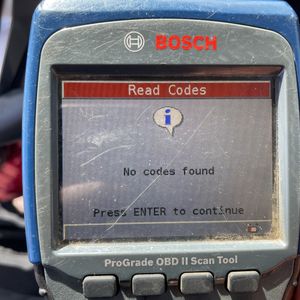 BOSCH
Read Codes
i
No codes found
Press ENTER to continue
ProGrade OBD II Scan Tool